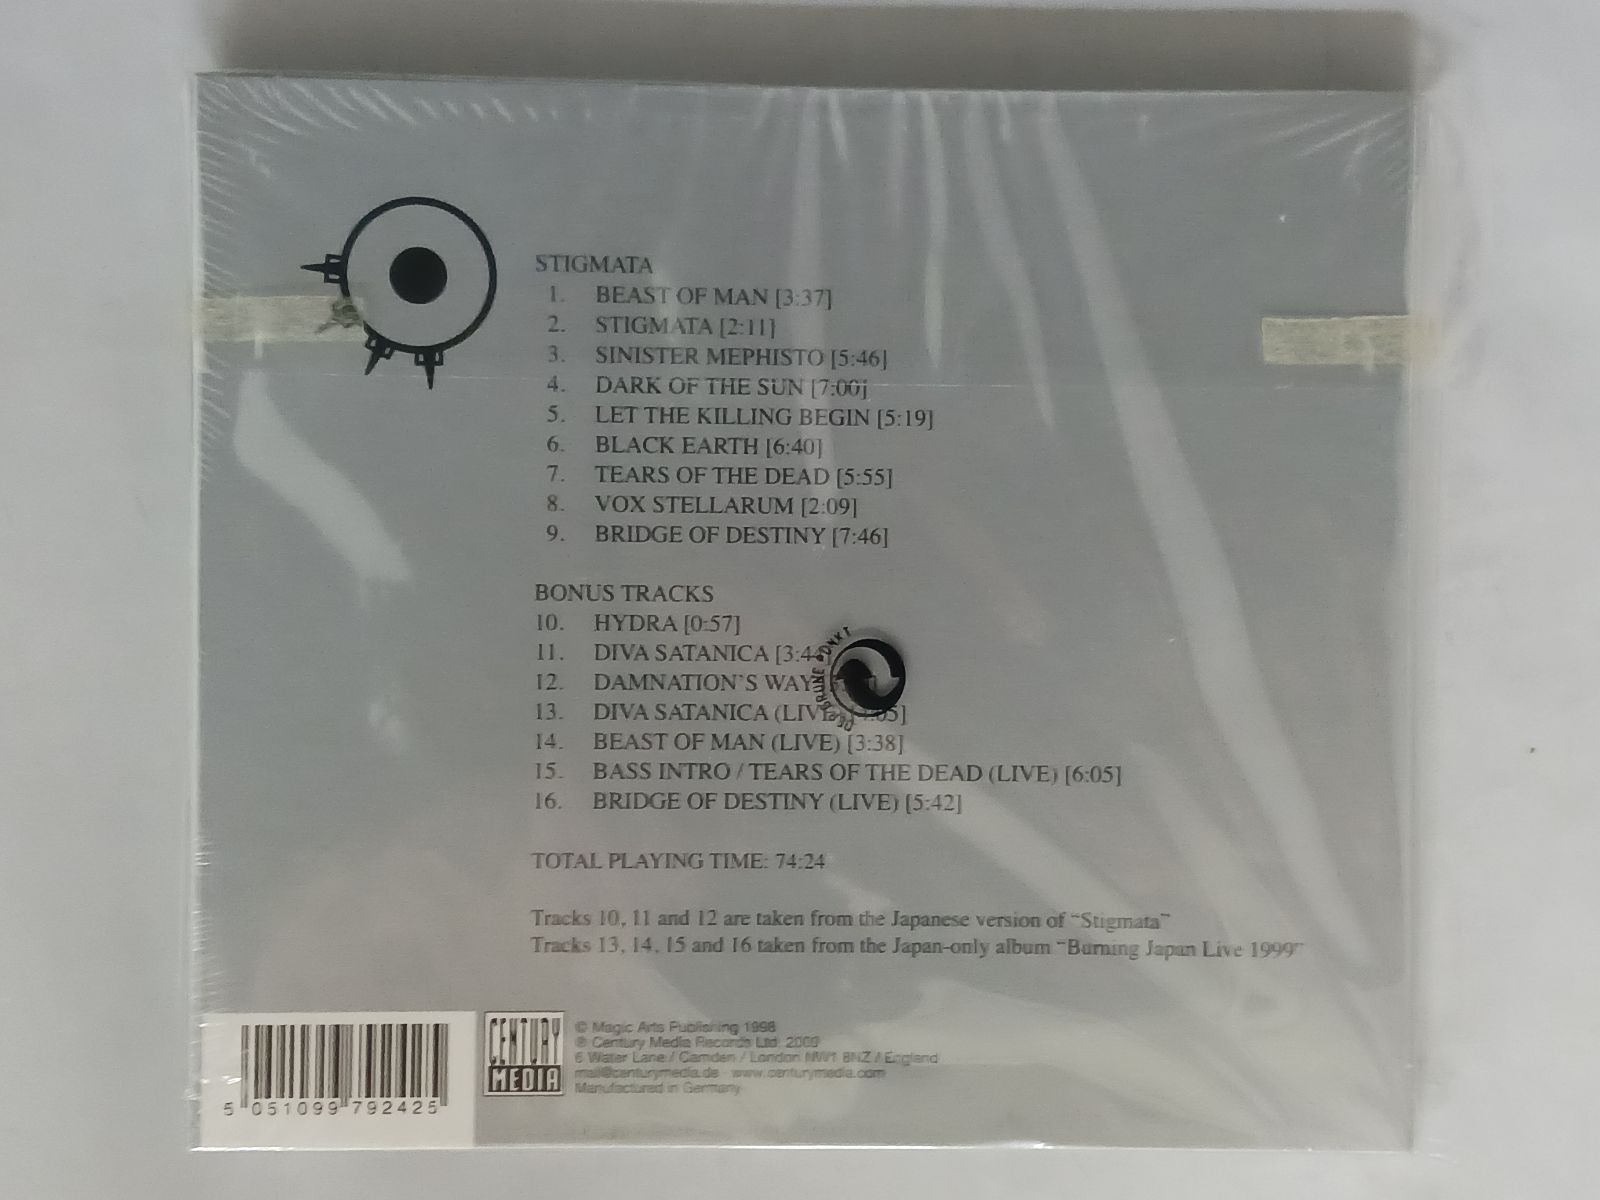 STIGMATA
1. BEAST OF MAN [3:37]
2. STIGMATA [2:11]
3. SINISTER MEPHISTO [5:46]
4. DARK OF THE SUN [7:00]
5. LET THE KILLING BEGIN [5:19]
6. BLACK EARTH [6:40]
7. TEARS OF THE DEAD [5:55]
8. VOX STELLARUM [2:09]
9. BRIDGE OF DESTINY [7:46]
BONUS TRACKS
10. HYDRA [0:57]
11. DIVA SATANICA
12. DAMNATION'S WAY
13. DIVA SATANICA (LIVE)
14. BEAST OF MAN (LIVE) [3:38]
15. BASS INTRO / TEARS OF THE DEAD (LIVE) [6:05]
16. BRIDGE OF DESTINY (LIVE) [5:42]
TOTAL PLAYING TIME: 74:24
Tracks 10, 11 and 12 are taken from the Japanese version of "Stigmata"
Tracks 13, 14, 15 and 16 taken from the Japan-only album "Burning Japan Live 1999"
CENTURY
MEDIA
© Magic Arts Publishing 1998
℗ Century Media Records Ltd. 2009
6 Water Lane / Camden / London NW1 8NZ / England
mail@centurymedia.de · www.centurymedia.com
Manufactured in Germany
5 051099 792425